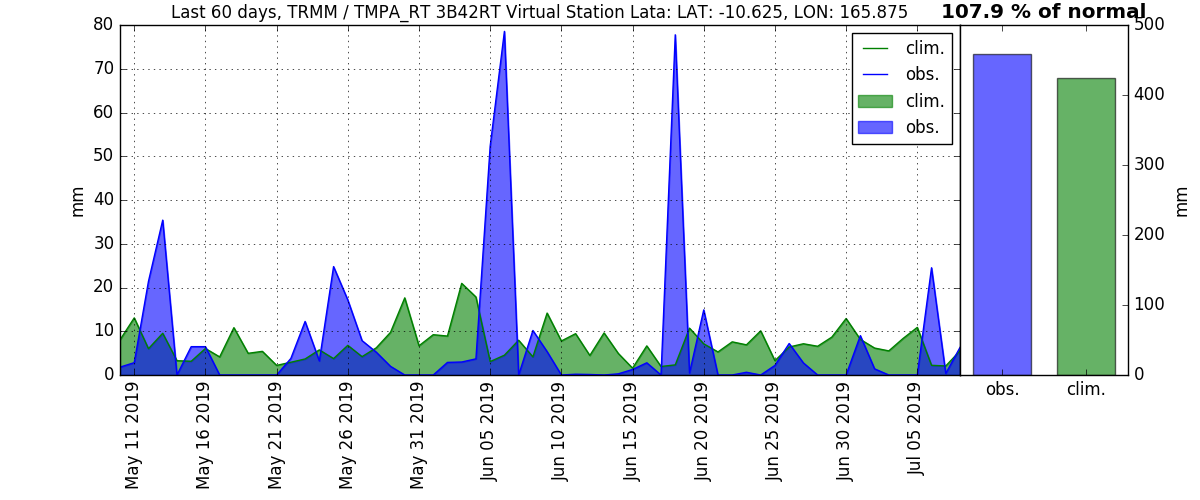 Last 60 days, TRMM / TMPA_RT 3B42RT Virtual Station Lata: LAT: -10.625, LON: 165.875
107.9 % of normal
80
70
60
50
40
30
20
10
0
mm
clim.
obs.
clim.
obs.
May 11 2019
May 16 2019
May 21 2019
May 26 2019
May 31 2019
Jun 05 2019
Jun 10 2019
Jun 15 2019
Jun 20 2019
Jun 25 2019
Jun 30 2019
Jul 05 2019
500
400
300
200
100
0
mm
obs.
clim.